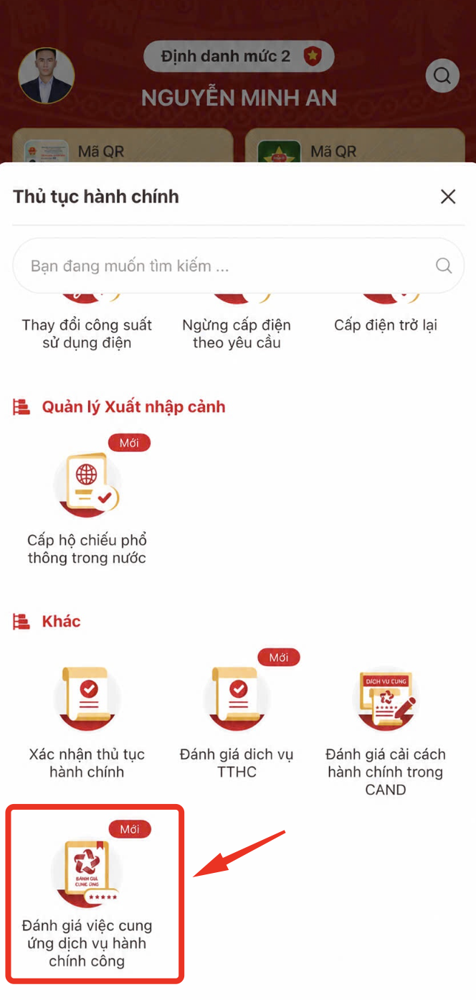 Định danh mức 2
NGUYỄN MINH AN
Mã QR
Mã QR
Thủ tục hành chính
Bạn đang muốn tìm kiếm ...
Thay đổi công suất
sử dụng điện
Ngừng cấp điện
theo yêu cầu
Cấp điện trở lại
Quản lý Xuất nhập cảnh
Mới
Cấp hộ chiếu phổ
thông trong nước
Khác
Xác nhận thủ tục
hành chính
Mới
Đánh giá dich vụ
TTHC
DỊCH VỤ CUNG
Đánh giá cải cách
hành chính trong
CAND
Mới
ĐÁNH GIÁ
CUNG ỨNG
Đánh giá việc cung
ứng dịch vụ hành
chính công